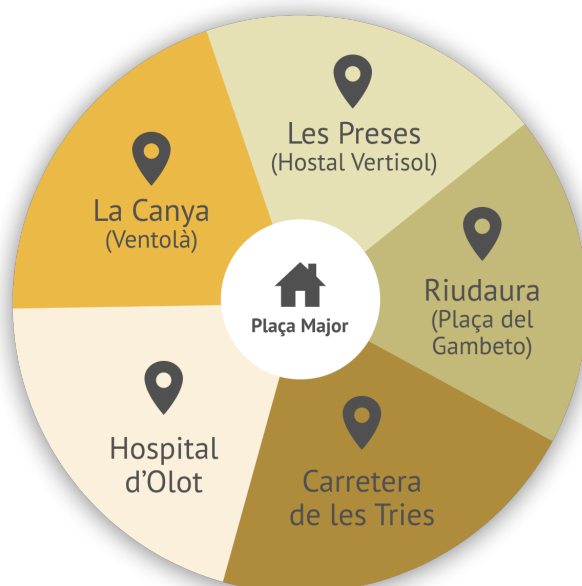 Les Preses
(Hostal Vertisol)
La Canya
(Ventolà)
Riudaura
(Plaça del
Gambeto)
Plaça Major
Hospital
d’Olot
Carretera
de les Tries